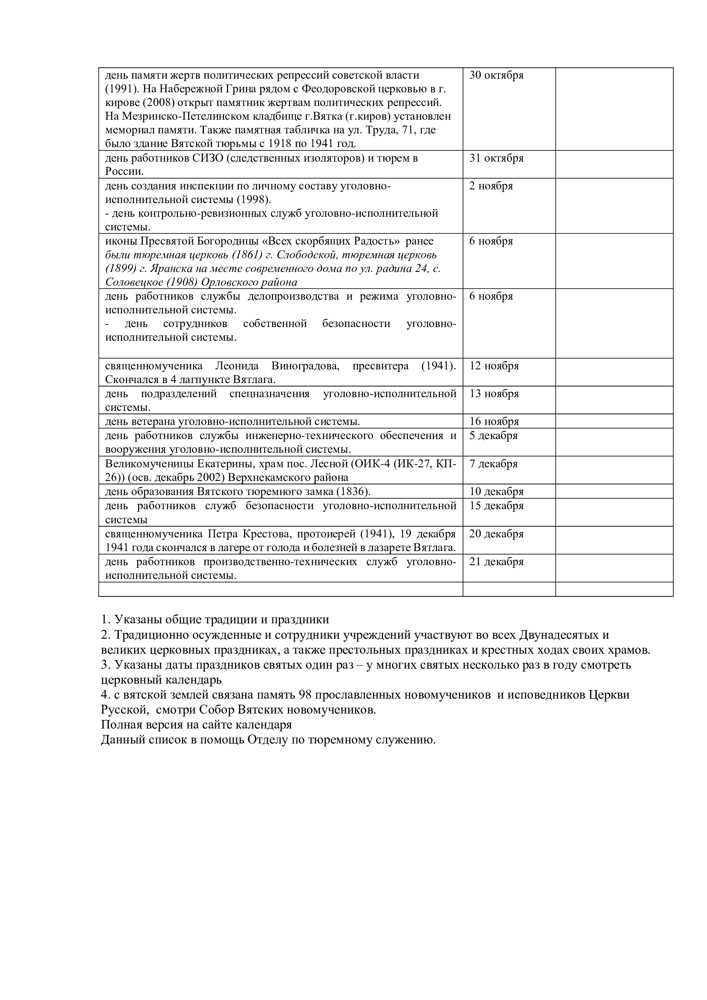 день памяти жертв политических репрессий советской власти
(1991). На Набережной Грина рядом с Феодоровской церковью в г.
кирове (2008) открыт памятник жертвам политических репрессий.
На Мезринско-Петелинском кладбище г.Вятка (г.киров) установлен
мемориал памяти. Также памятная табличка на ул. Труда, 71, где
было здание Вятской тюрьмы с 1918 по 1941 год.
30 октября
день работников СИЗО (следственных изоляторов) и тюрем в
России.
31 октября
день создания инспекции по личному составу уголовно-
исполнительной системы (1998).
- день контрольно-ревизионных служб уголовно-исполнительной
системы.
2 ноября
иконы Пресвятой Богородицы «Всех скорбящих Радость»  ранее
были тюремная церковь (1861) г. Слободской, тюремная церковь
(1899) г. Яранска на месте современного дома по ул. радина 24, с.
Соловецкое (1908) Орловского района
6 ноября
день работников службы делопроизводства и режима уголовно-
исполнительной системы.
- день сотрудников собственной безопасности уголовно-
исполнительной системы.
6 ноября
священномученика Леонида Виноградова, пресвитера (1941).
Скончался в 4 лагпункте Вятлага.
12 ноября
день подразделений спецназначения уголовно-исполнительной
системы.
13 ноября
день ветерана уголовно-исполнительной системы.
16 ноября
день работников службы инженерно-технического обеспечения и
вооружения уголовно-исполнительной системы.
5 декабря
Великомученицы Екатерины, храм пос. Лесной (ОИК-4 (ИК-27, КП-
26)) (осв. декабрь 2002) Верхнекамского района
7 декабря
день образования Вятского тюремного замка (1836).
10 декабря
день работников служб безопасности уголовно-исполнительной
системы
15 декабря
священномученика Петра Крестова, протоиерей (1941), 19 декабря
1941 года скончался в лагере от голода и болезней в лазарете Вятлага.
20 декабря
день работников производственно-технических служб уголовно-
исполнительной системы.
21 декабря
1. Указаны общие традиции и праздники
2. Традиционно осужденные и сотрудники учреждений участвуют во всех Двунадесятых и
великих церковных праздниках, а также престольных праздниках и крестных ходах своих храмов.
3. Указаны даты праздников святых один раз – у многих святых несколько раз в году смотреть
церковный календарь
4. с вятской землей связана память 98 прославленных новомучеников  и исповедников Церкви
Русской,  смотри Собор Вятских новомучеников.
Полная версия на сайте календаря
Данный список в помощь Отделу по тюремному служению.